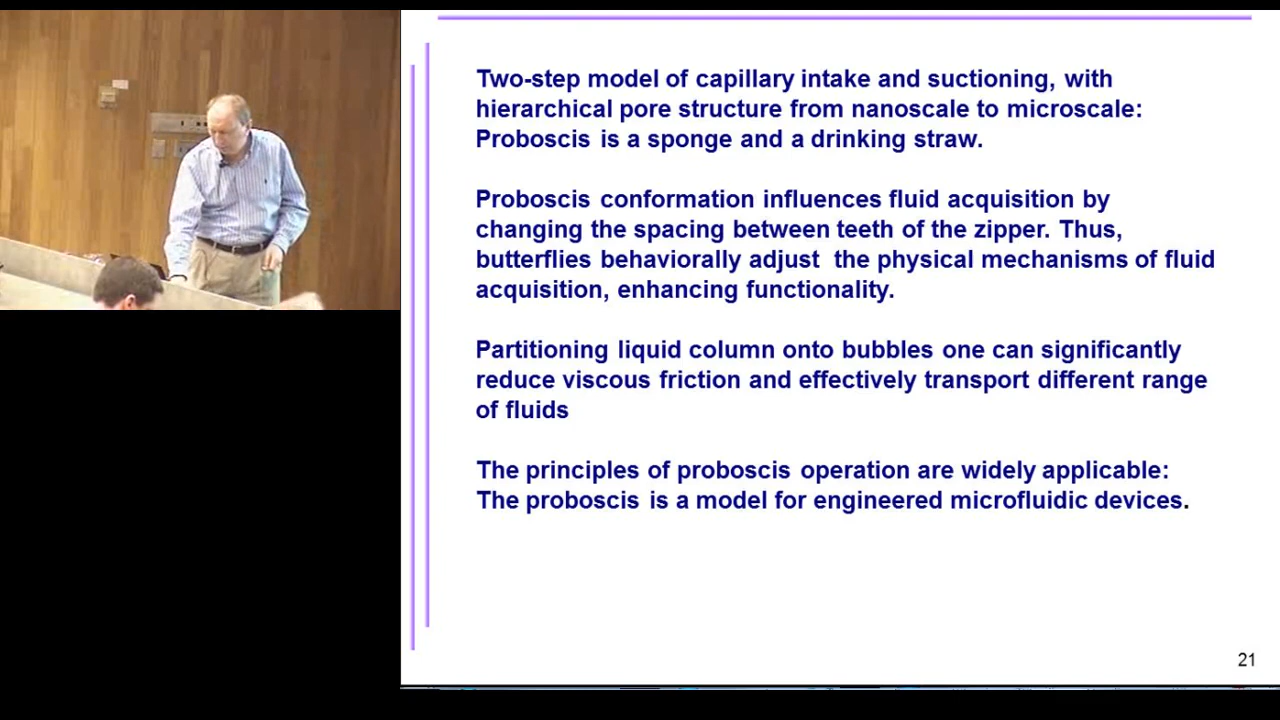 Two-step model of capillary intake and suctioning, with
hierarchical pore structure from nanoscale to microscale:
Proboscis is a sponge and a drinking straw.
Proboscis conformation influences fluid acquisition by
changing the spacing between teeth of the zipper. Thus,
butterflies behaviorally adjust the physical mechanisms of fluid
acquisition, enhancing functionality.
Partitioning liquid column onto bubbles one can significantly
reduce viscous friction and effectively transport different range
of fluids
The principles of proboscis operation are widely applicable:
The proboscis is a model for engineered microfluidic devices.
21